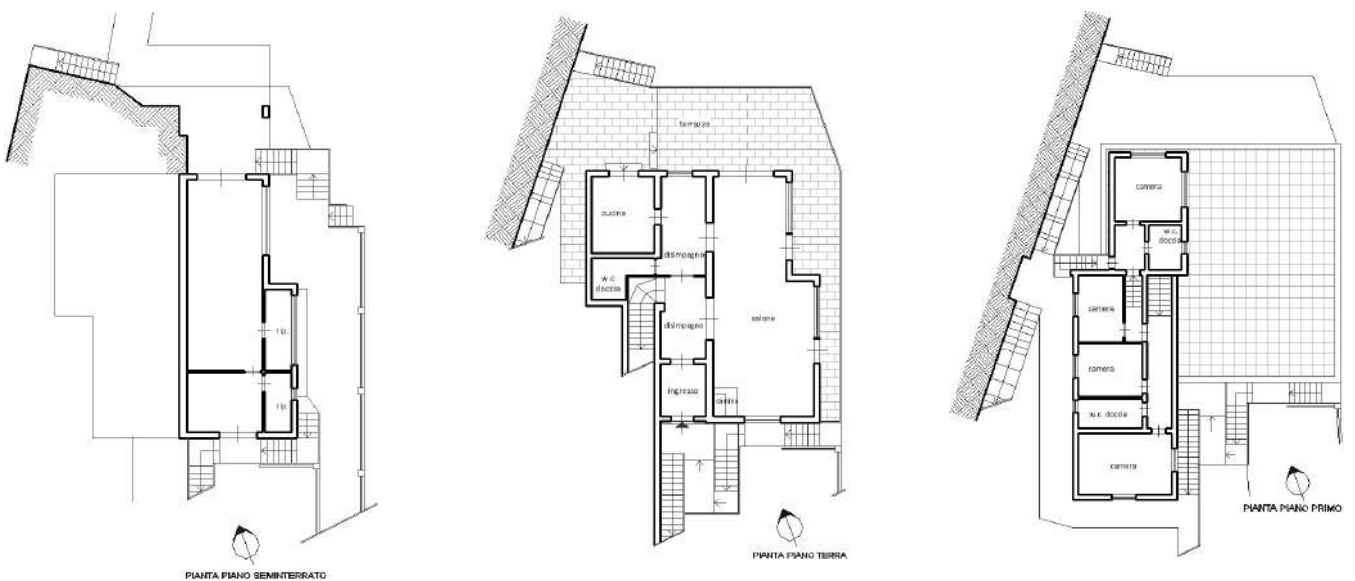 rip.
rip.
PIANTA PIANO SEMINTERRATO
terrazzo
cucina
disimpegno
w.c.
doccia
disimpegno
salone
ingresso
camino
PIANTA PIANO TERRA
camera
w.c.
doccia
camera
camera
w.c. doccia
camera
PIANTA PIANO PRIMO